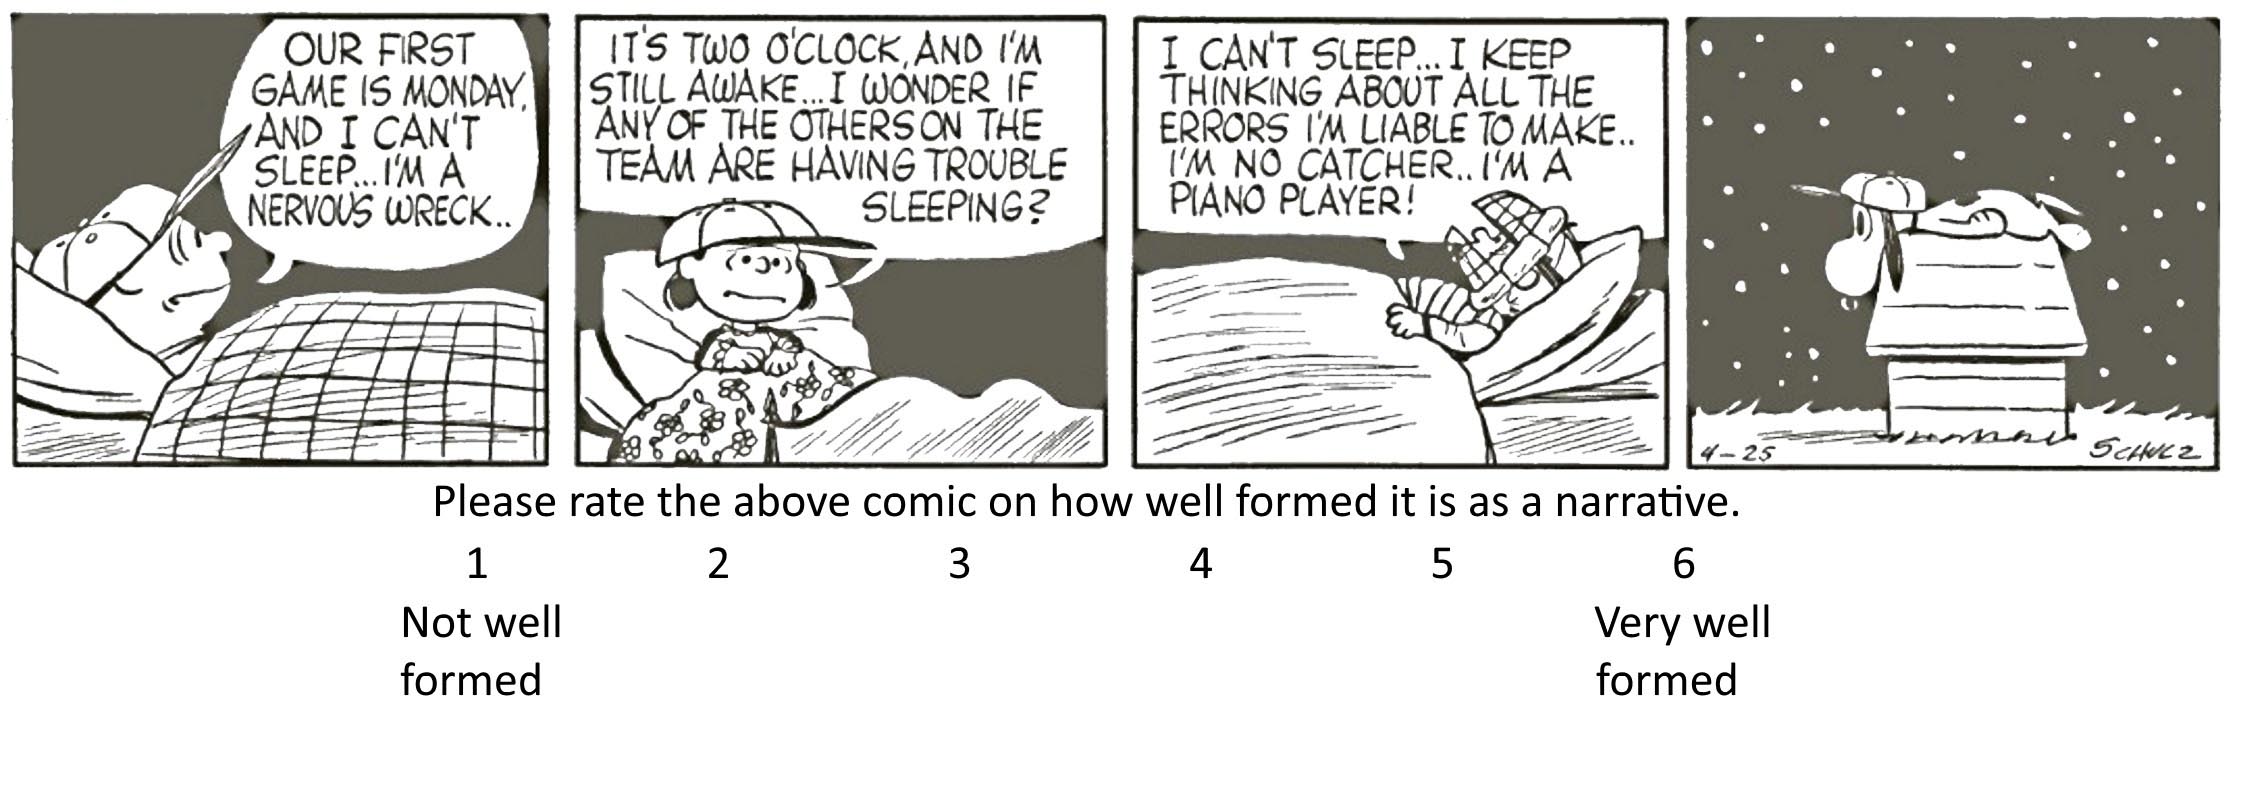 OUR FIRST
GAME IS MONDAY,
AND I CAN'T
SLEEP...I'M A
NERVOUS WRECK..
IT'S TWO O'CLOCK, AND I'M
STILL AWAKE...I WONDER IF
ANY OF THE OTHERS ON THE
TEAM ARE HAVING TROUBLE
SLEEPING?
I CAN'T SLEEP...I KEEP
THINKING ABOUT ALL THE
ERRORS I'M LIABLE TO MAKE..
I'M NO CATCHER..I'M A
PIANO PLAYER!
4-25 SCHULZ
Please rate the above comic on how well formed it is as a narrative.
1 2 3 4 5 6
Not well
formed
Very well
formed